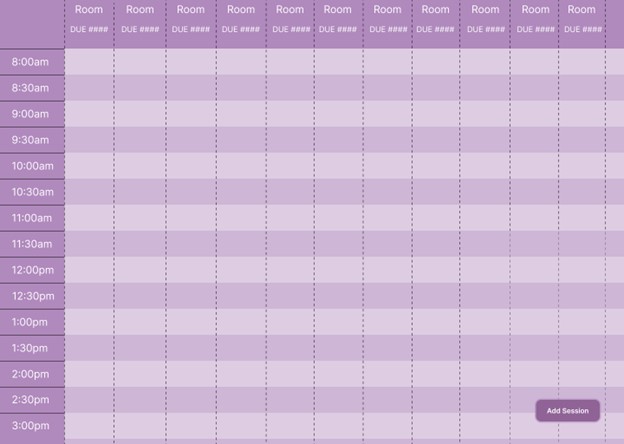 Room Room Room Room Room Room Room Room Room Room Room
DUE #### DUE #### DUE #### DUE #### DUE #### DUE #### DUE #### DUE #### DUE #### DUE #### DUE ####
8:00am
8:30am
9:00am
9:30am
10:00am
10:30am
11:00am
11:30am
12:00pm
12:30pm
1:00pm
1:30pm
2:00pm
2:30pm
Add Session
3:00pm